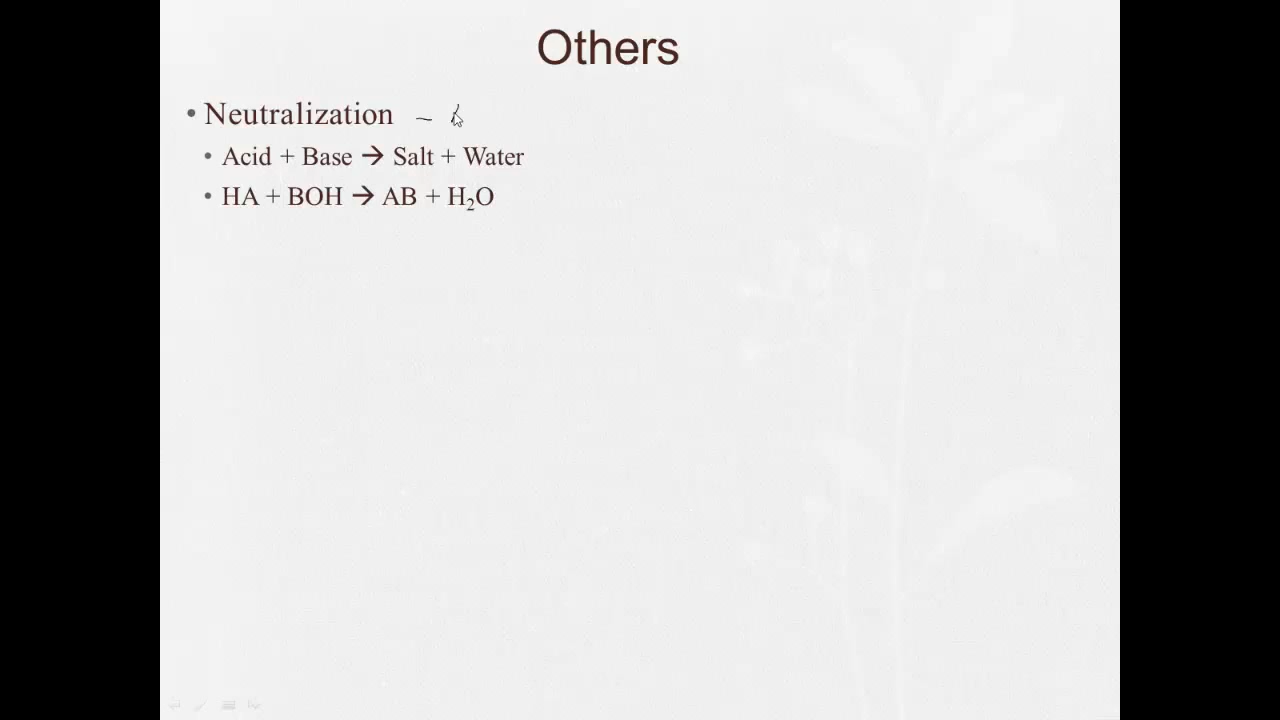 Others
• Neutralization –
• Acid + Base → Salt + Water
• HA + BOH → AB + H₂O